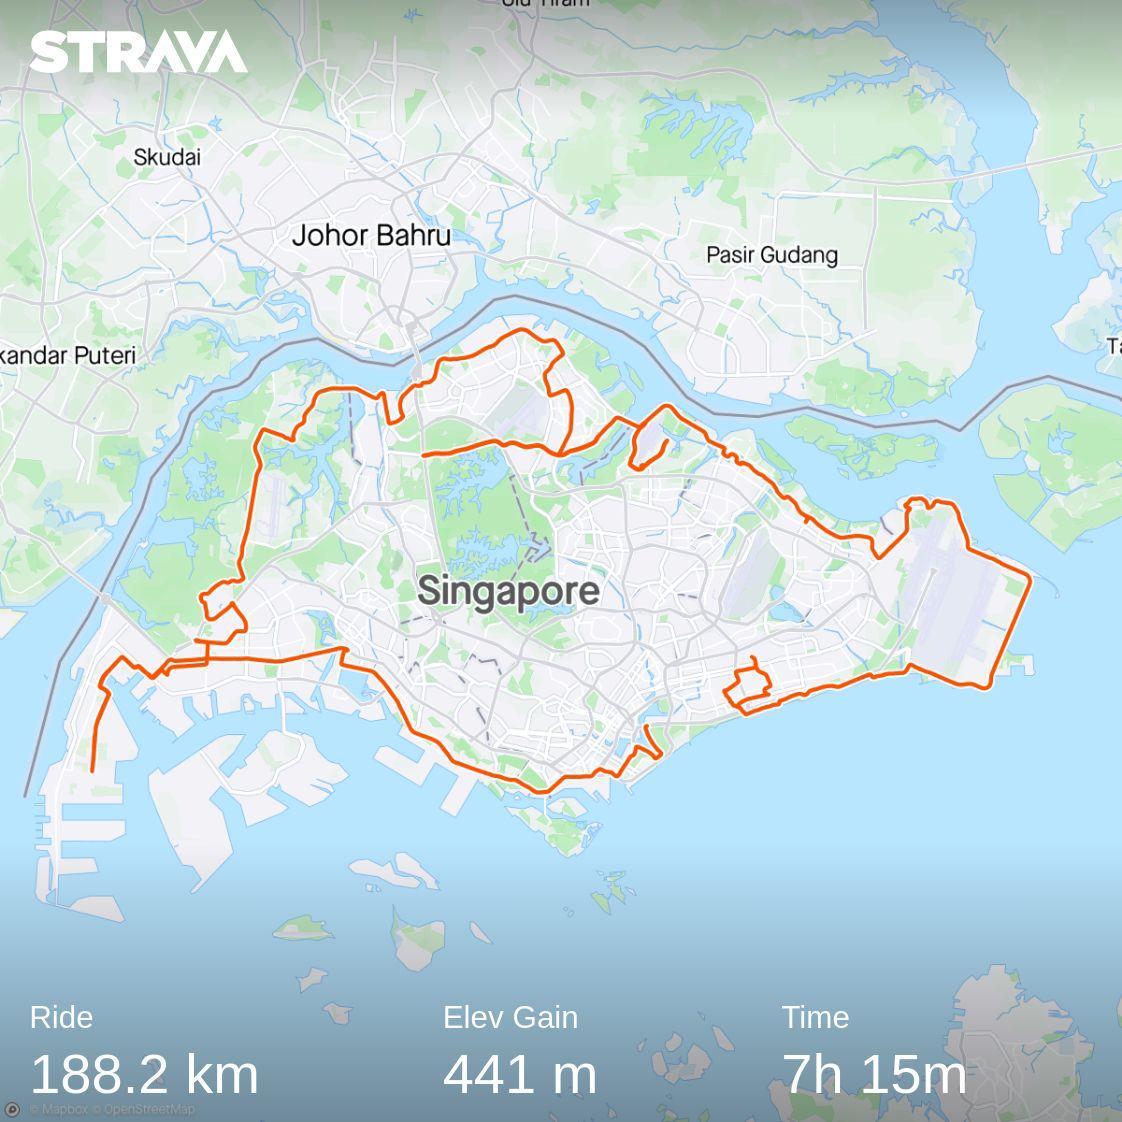 Ulu Tiram
STRAVA
Skudai
Johor Bahru
Pasir Gudang
kandar Puteri
Ta
Singapore
Ride
Elev Gain
Time
188.2 km
441 m
7h 15m
© Mapbox © OpenStreetMap